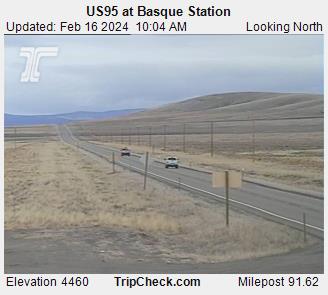 US95 at Basque Station
Updated: Feb 16 2024 10:04 AM Looking North
Elevation 4460 TripCheck.com Milepost 91.62